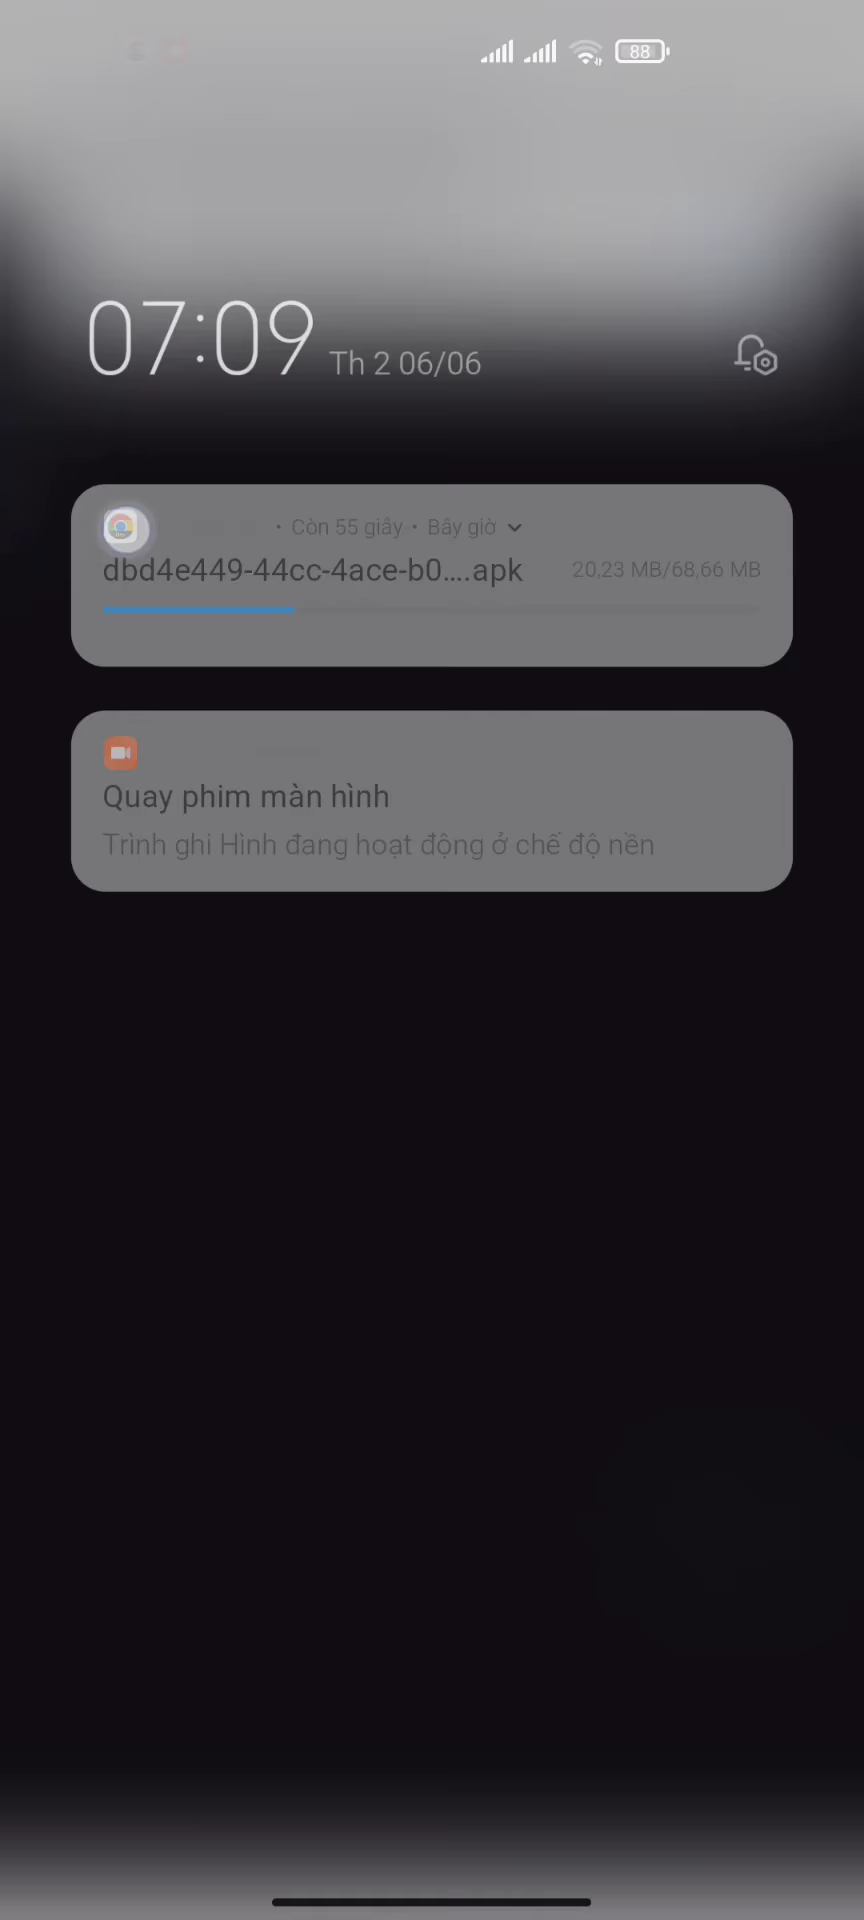 88
07:09 Th 2 06/06
• Còn 55 giây • Bây giờ
dbd4e449-44cc-4ace-b0....apk 20,23 MB/68,66 MB
Quay phim màn hình
Trình ghi Hình đang hoạt động ở chế độ nền